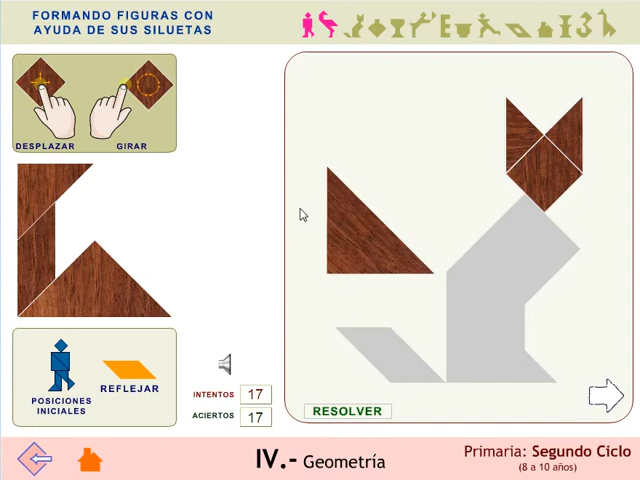 FORMANDO FIGURAS CON
AYUDA DE SUS SILUETAS
DESPLAZAR
GIRAR
POSICIONES
INICIALES
REFLEJAR
INTENTOS 17
ACIERTOS 17
RESOLVER
IV.- Geometría
Primaria: Segundo Ciclo
(8 a 10 años)